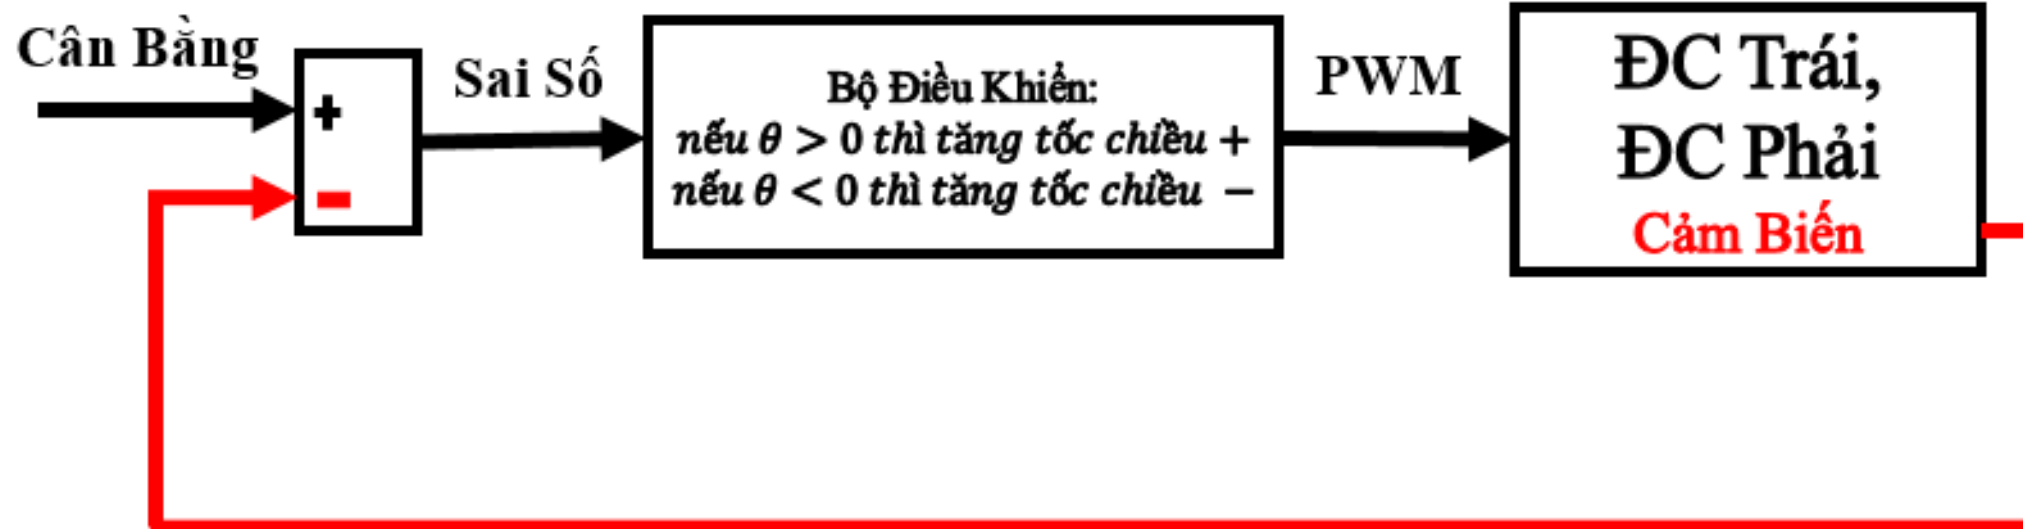 Cân Bằng
+
-
Sai Số
Bộ Điều Khiển:
nếu θ > 0 thì tăng tốc chiều +
nếu θ < 0 thì tăng tốc chiều −
PWM
ĐC Trái,
ĐC Phải
Cảm Biến